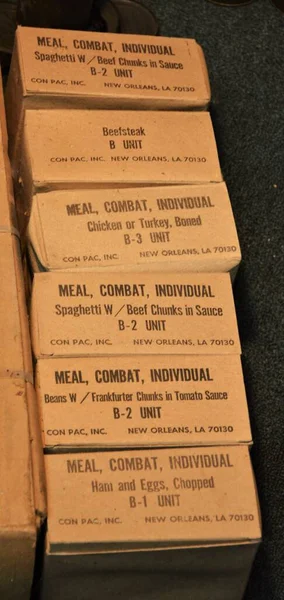 MEAL, COMBAT, INDIVIDUAL
Spaghetti W/Beef Chunks in Sauce
B-2 UNIT
CON PAC, INC. NEW ORLEANS, LA 70130
Beefsteak
B UNIT
CON PAC, INC. NEW ORLEANS, LA 70130
MEAL, COMBAT, INDIVIDUAL
Chicken or Turkey, Boned
B-3 UNIT
CON PAC, INC. NEW ORLEANS, LA 70130
MEAL, COMBAT, INDIVIDUAL
Spaghetti W/Beef Chunks in Sauce
B-2 UNIT
CON PAC, INC. NEW ORLEANS, LA 70130
MEAL, COMBAT, INDIVIDUAL
Beans W/Frankfurter Chunks in Tomato Sauce
B-2 UNIT
CON PAC, INC. NEW ORLEANS, LA 70130
MEAL, COMBAT, INDIVIDUAL
Ham and Eggs, Chopped
B-1 UNIT
CON PAC, INC. NEW ORLEANS, LA 70130